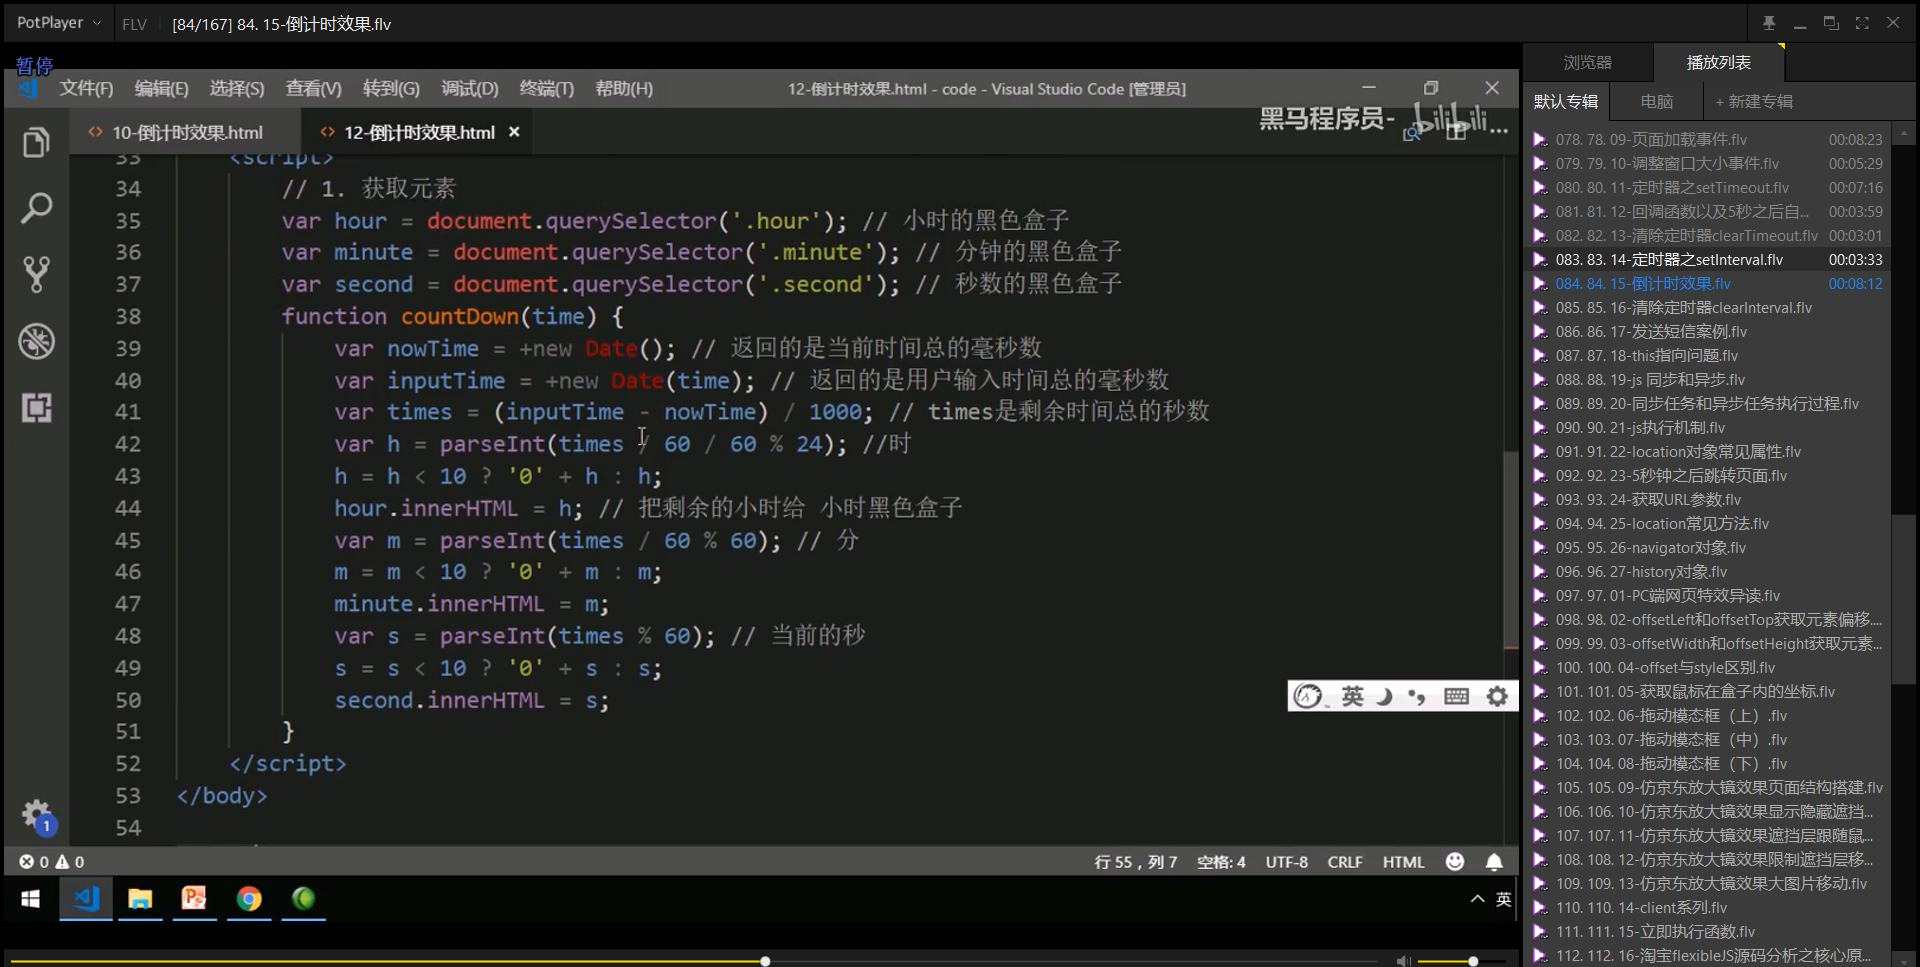 PotPlayer FLV [84/167] 84. 15-倒计时效果.flv
暂停
文件(F) 编辑(E) 选择(S) 查看(V) 转到(G) 调试(D) 终端(T) 帮助(H) 12-倒计时效果.html - code - Visual Studio Code [管理员]
黑马程序员- bilibili
10-倒计时效果.html 12-倒计时效果.html
33 <script>
34 // 1. 获取元素
35 var hour = document.querySelector('.hour'); // 小时的黑色盒子
36 var minute = document.querySelector('.minute'); // 分钟的黑色盒子
37 var second = document.querySelector('.second'); // 秒数的黑色盒子
38 function countDown(time) {
39 var nowTime = +new Date(); // 返回的是当前时间总的毫秒数
40 var inputTime = +new Date(time); // 返回的是用户输入时间总的毫秒数
41 var times = (inputTime - nowTime) / 1000; // times是剩余时间总的秒数
42 var h = parseInt(times / 60 / 60 % 24); //时
43 h = h < 10 ? '0' + h : h;
44 hour.innerHTML = h; // 把剩余的小时给 小时黑色盒子
45 var m = parseInt(times / 60 % 60); // 分
46 m = m < 10 ? '0' + m : m;
47 minute.innerHTML = m;
48 var s = parseInt(times % 60); // 当前的秒
49 s = s < 10 ? '0' + s : s;
50 second.innerHTML = s;
51 }
52 </script>
53 </body>
54
英
1
0 0 行 55，列 7 空格: 4 UTF-8 CRLF HTML
英
浏览器 播放列表
默认专辑 电脑 + 新建专辑
078. 78. 09-页面加载事件.flv 00:08:23
079. 79. 10-调整窗口大小事件.flv 00:05:29
080. 80. 11-定时器之setTimeout.flv 00:07:16
081. 81. 12-回调函数以及5秒之后自... 00:03:59
082. 82. 13-清除定时器clearTimeout.flv 00:03:01
083. 83. 14-定时器之setInterval.flv 00:03:33
084. 84. 15-倒计时效果.flv 00:08:12
085. 85. 16-清除定时器clearInterval.flv
086. 86. 17-发送短信案例.flv
087. 87. 18-this指向问题.flv
088. 88. 19-js 同步和异步.flv
089. 89. 20-同步任务和异步任务执行过程.flv
090. 90. 21-js执行机制.flv
091. 91. 22-location对象常见属性.flv
092. 92. 23-5秒钟之后跳转页面.flv
093. 93. 24-获取URL参数.flv
094. 94. 25-location常见方法.flv
095. 95. 26-navigator对象.flv
096. 96. 27-history对象.flv
097. 97. 01-PC端网页特效导读.flv
098. 98. 02-offsetLeft和offsetTop获取元素偏移....
099. 99. 03-offsetWidth和offsetHeight获取元素...
100. 100. 04-offset与style区别.flv
101. 101. 05-获取鼠标在盒子内的坐标.flv
102. 102. 06-拖动模态框（上）.flv
103. 103. 07-拖动模态框（中）.flv
104. 104. 08-拖动模态框（下）.flv
105. 105. 09-仿京东放大镜效果页面结构搭建.flv
106. 106. 10-仿京东放大镜效果显示隐藏遮挡...
107. 107. 11-仿京东放大镜效果遮挡层跟随鼠...
108. 108. 12-仿京东放大镜效果限制遮挡层移...
109. 109. 13-仿京东放大镜效果大图片移动.flv
110. 110. 14-client系列.flv
111. 111. 15-立即执行函数.flv
112. 112. 16-淘宝flexibleJS源码分析之核心原...